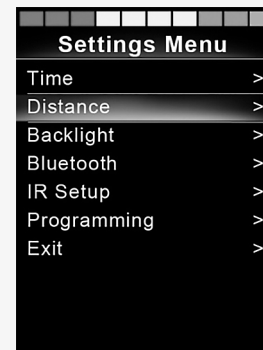 Settings Menu
Time >
Distance >
Backlight >
Bluetooth >
IR Setup >
Programming >
Exit >